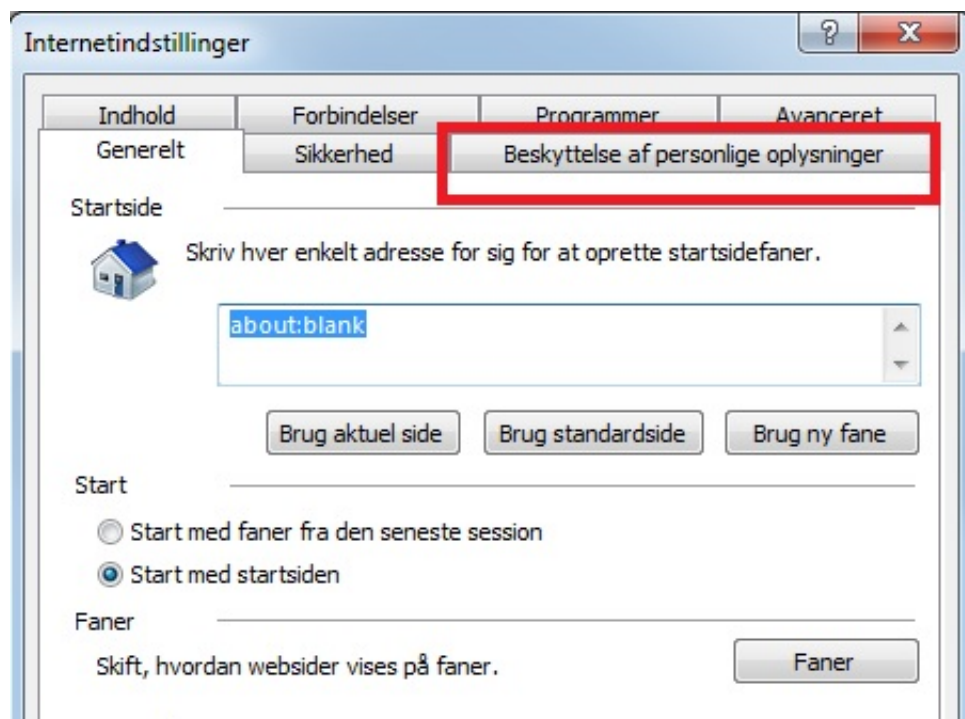 Internetindstillinger
Indhold Forbindelser Programmer Avanceret
Generelt Sikkerhed Beskyttelse af personlige oplysninger
Startside
Skriv hver enkelt adresse for sig for at oprette startsidefaner.
about:blank
Brug aktuel side Brug standardside Brug ny fane
Start
Start med faner fra den seneste session
Start med startsiden
Faner
Skift, hvordan websider vises på faner. Faner